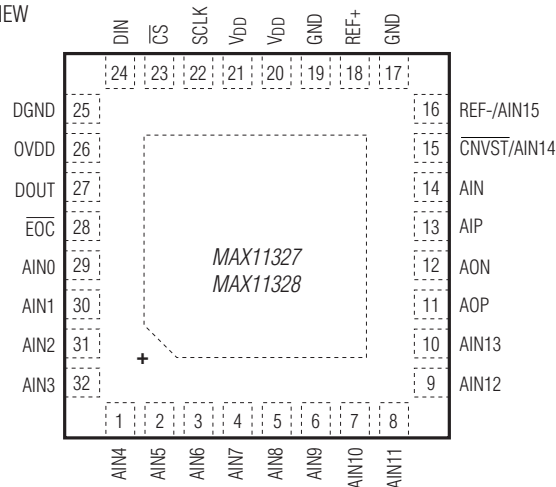 IEW
DIN CS SCLK VDD VDD GND REF+ GND
24 23 22 21 20 19 18 17
DGND 25 16 REF-/AIN15
OVDD 26 15 CNVST/AIN14
DOUT 27 14 AIN
EOC 28 13 AIP
AIN0 29 12 AON
AIN1 30 11 AOP
AIN2 31 10 AIN13
AIN3 32 9 AIN12
MAX11327
MAX11328
+
1 2 3 4 5 6 7 8
AIN4 AIN5 AIN6 AIN7 AIN8 AIN9 AIN10 AIN11